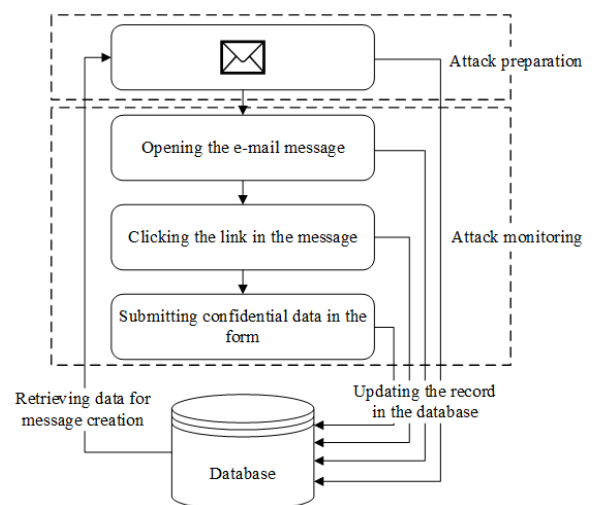 Attack preparation
Opening the e-mail message
Clicking the link in the message
Attack monitoring
Submitting confidential data in the
form
Retrieving data for
message creation
Updating the record
in the database
Database